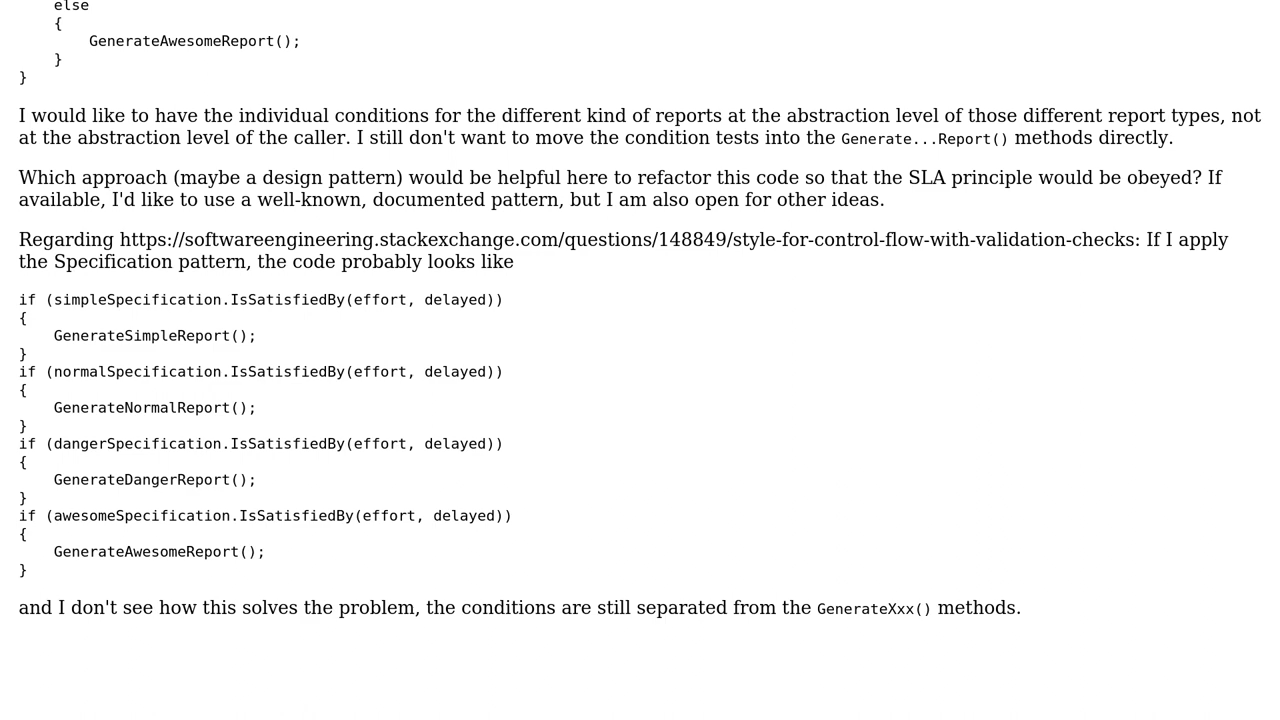 else
    {
        GenerateAwesomeReport();
    }
}
I would like to have the individual conditions for the different kind of reports at the abstraction level of those different report types, not
at the abstraction level of the caller. I still don't want to move the condition tests into the Generate...Report() methods directly.
Which approach (maybe a design pattern) would be helpful here to refactor this code so that the SLA principle would be obeyed? If
available, I'd like to use a well-known, documented pattern, but I am also open for other ideas.
Regarding https://softwareengineering.stackexchange.com/questions/148849/style-for-control-flow-with-validation-checks: If I apply
the Specification pattern, the code probably looks like
if (simpleSpecification.IsSatisfiedBy(effort, delayed))
{
    GenerateSimpleReport();
}
if (normalSpecification.IsSatisfiedBy(effort, delayed))
{
    GenerateNormalReport();
}
if (dangerSpecification.IsSatisfiedBy(effort, delayed))
{
    GenerateDangerReport();
}
if (awesomeSpecification.IsSatisfiedBy(effort, delayed))
{
    GenerateAwesomeReport();
}
and I don't see how this solves the problem, the conditions are still separated from the GenerateXxx() methods.